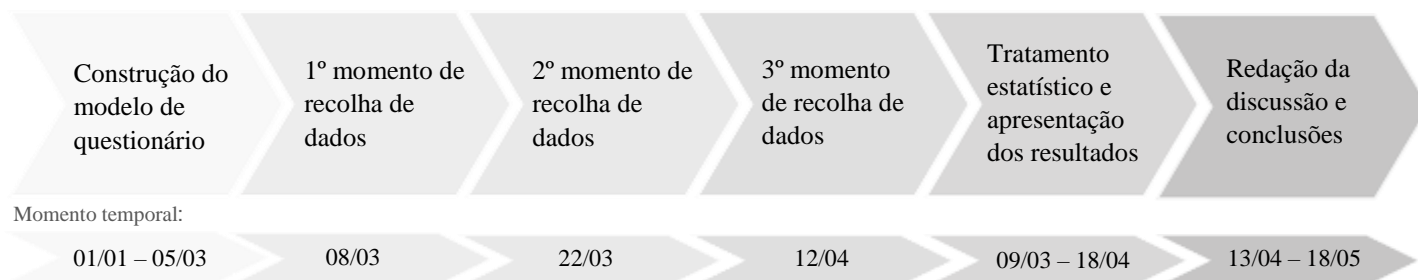 Construção do
modelo de
questionário
1º momento de
recolha de
dados
2º momento de
recolha de
dados
3º momento
de recolha de
dados
Tratamento
estatístico e
apresentação
dos resultados
Redação da
discussão e
conclusões
Momento temporal:
01/01 – 05/03
08/03
22/03
12/04
09/03 – 18/04
13/04 – 18/05